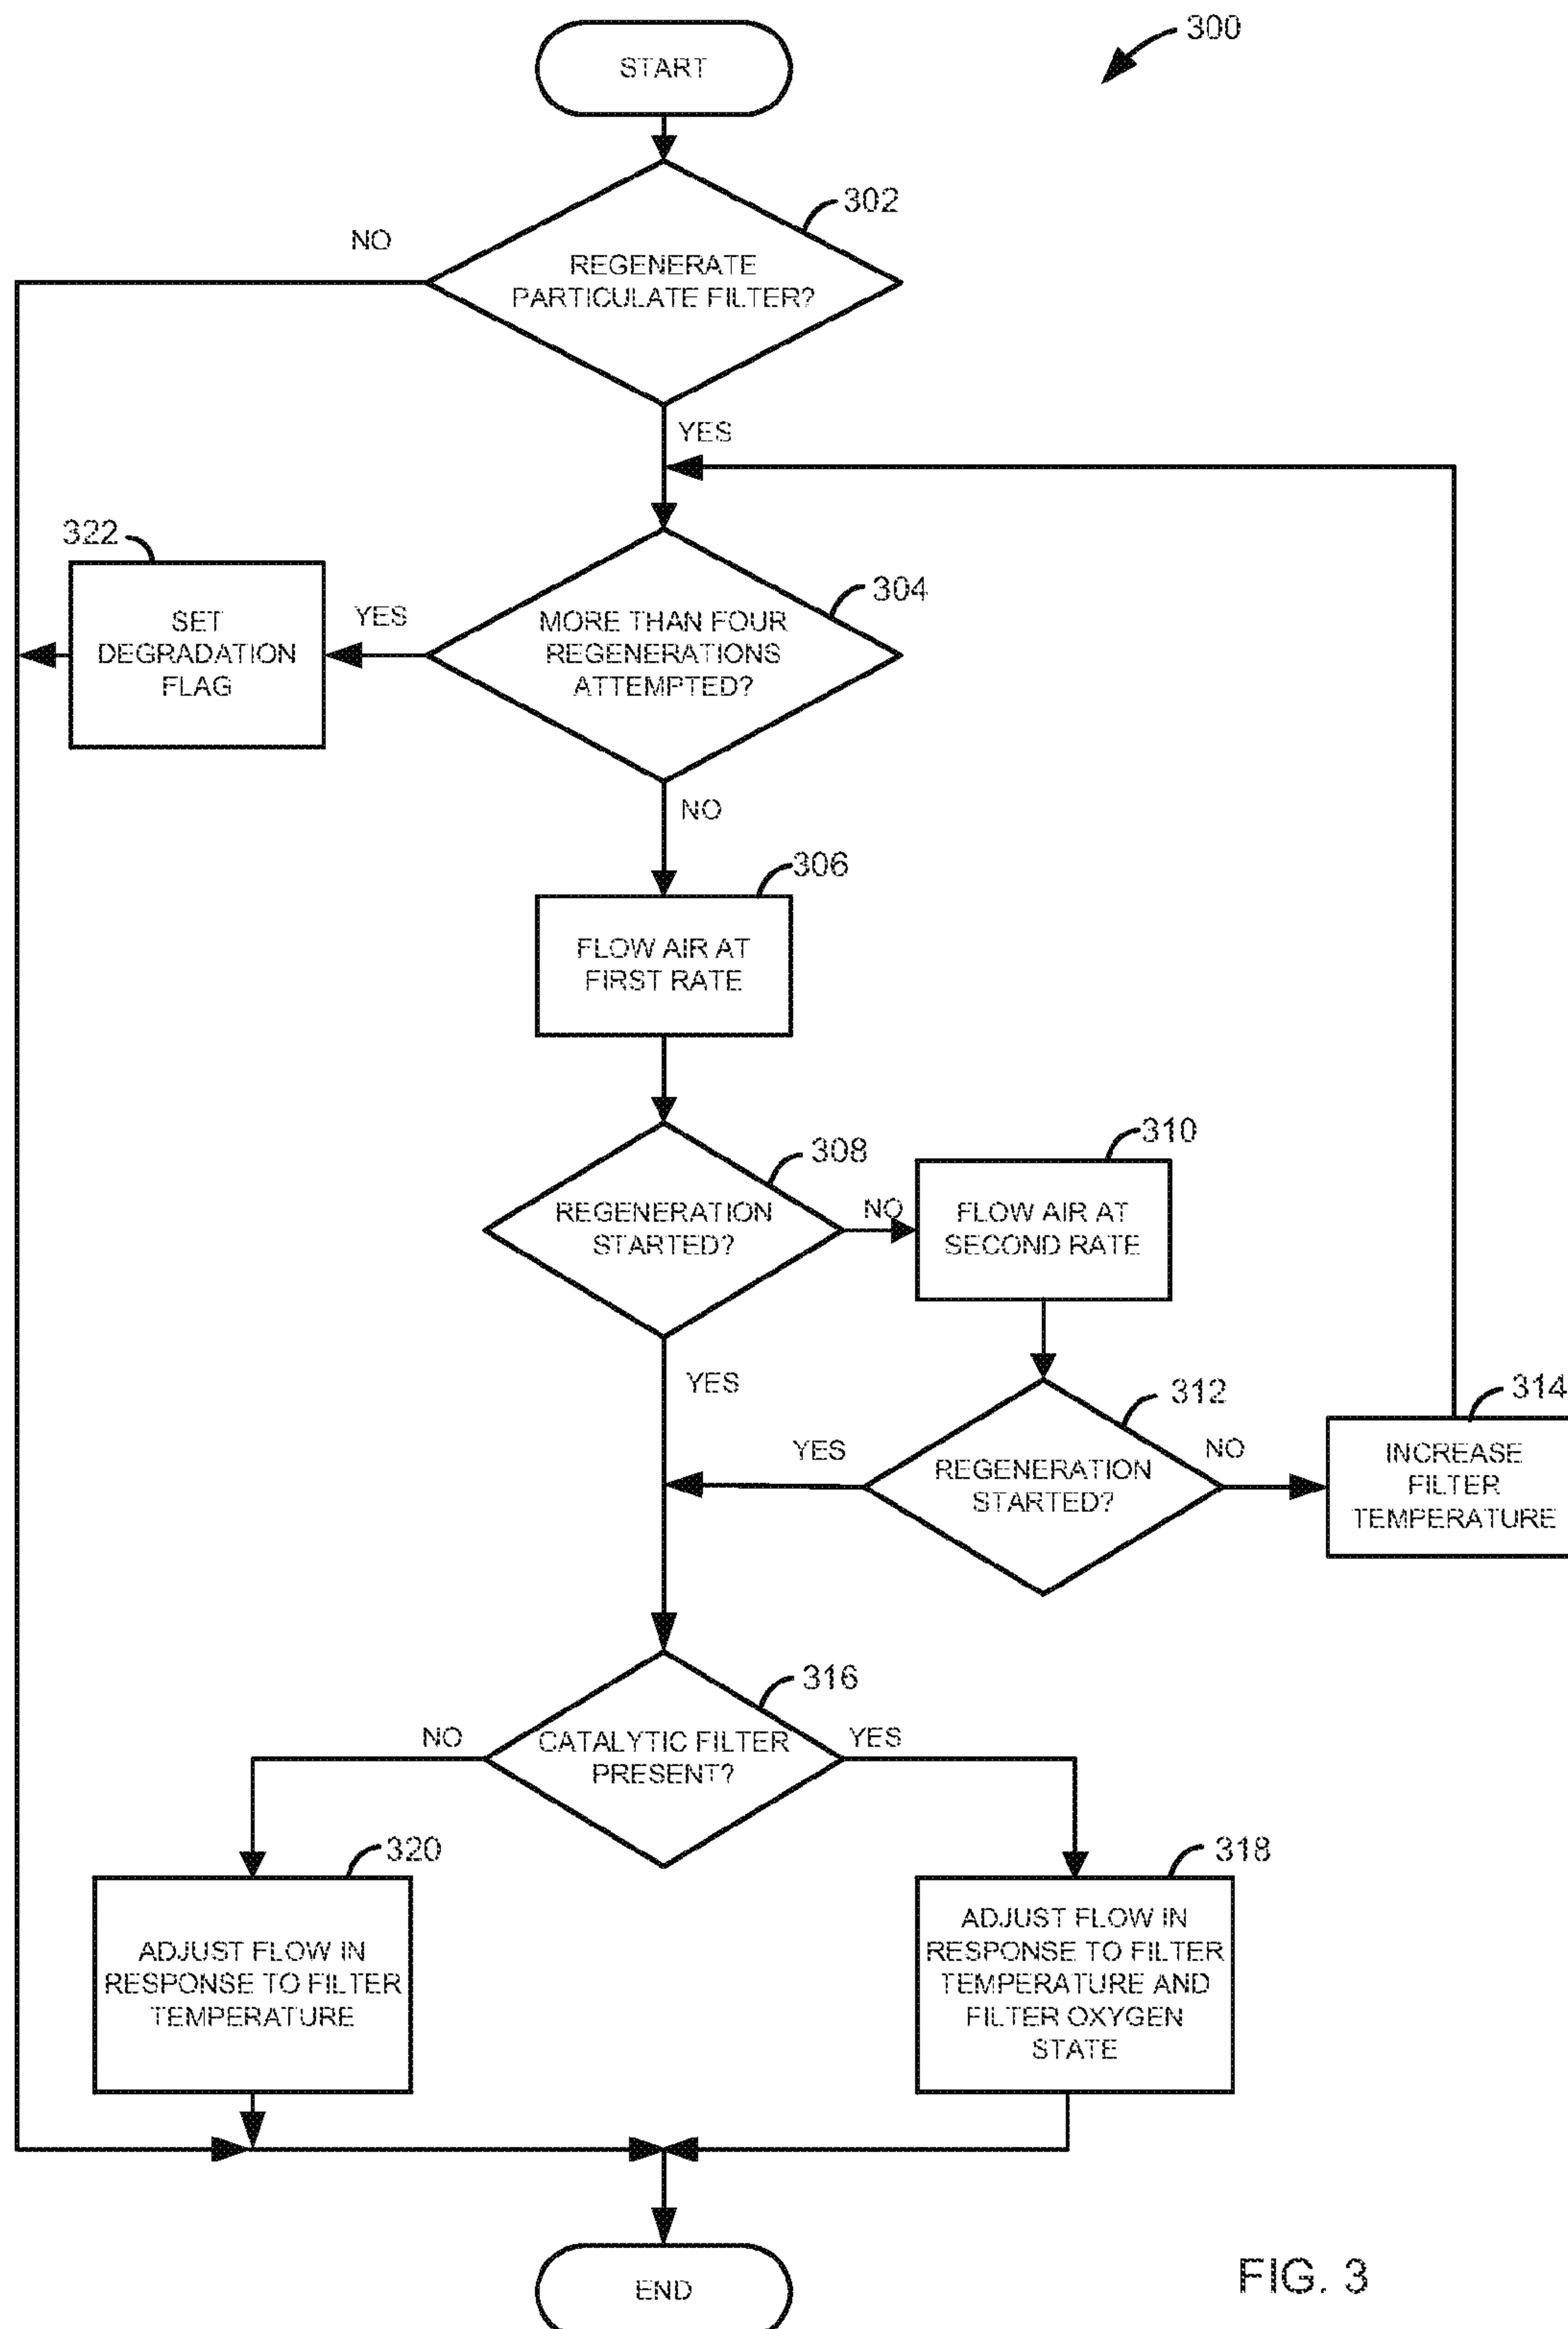 300
START
302
NO
REGENERATE
PARTICULATE FILTER?
YES
322
304
SET
DEGRADATION
FLAG
YES
MORE THAN FOUR
REGENERATIONS
ATTEMPTED?
NO
306
FLOW AIR AT
FIRST RATE
308
310
REGENERATION
STARTED?
NO
FLOW AIR AT
SECOND RATE
YES
312
314
YES
REGENERATION
STARTED?
NO
INCREASE
FILTER
TEMPERATURE
316
NO
CATALYTIC FILTER
PRESENT?
YES
320
318
ADJUST FLOW IN
RESPONSE TO FILTER
TEMPERATURE
ADJUST FLOW IN
RESPONSE TO FILTER
TEMPERATURE AND
FILTER OXYGEN
STATE
END
FIG. 3